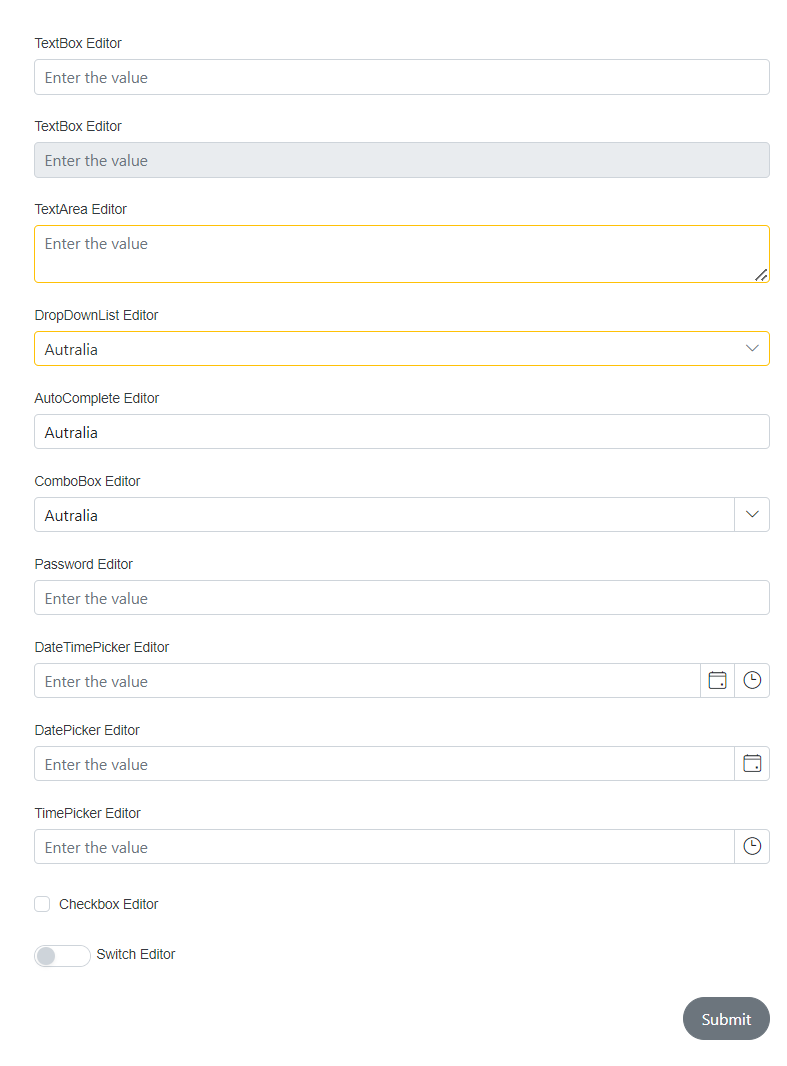 TextBox Editor
Enter the value
TextBox Editor
Enter the value
TextArea Editor
Enter the value
DropDownList Editor
Autralia
AutoComplete Editor
Autralia
ComboBox Editor
Autralia
Password Editor
Enter the value
DateTimePicker Editor
Enter the value
DatePicker Editor
Enter the value
TimePicker Editor
Enter the value
Checkbox Editor
Switch Editor
Submit